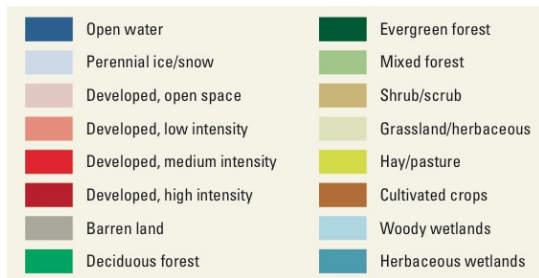 Open water
Perennial ice/snow
Developed, open space
Developed, low intensity
Developed, medium intensity
Developed, high intensity
Barren land
Deciduous forest
Evergreen forest
Mixed forest
Shrub/scrub
Grassland/herbaceous
Hay/pasture
Cultivated crops
Woody wetlands
Herbaceous wetlands